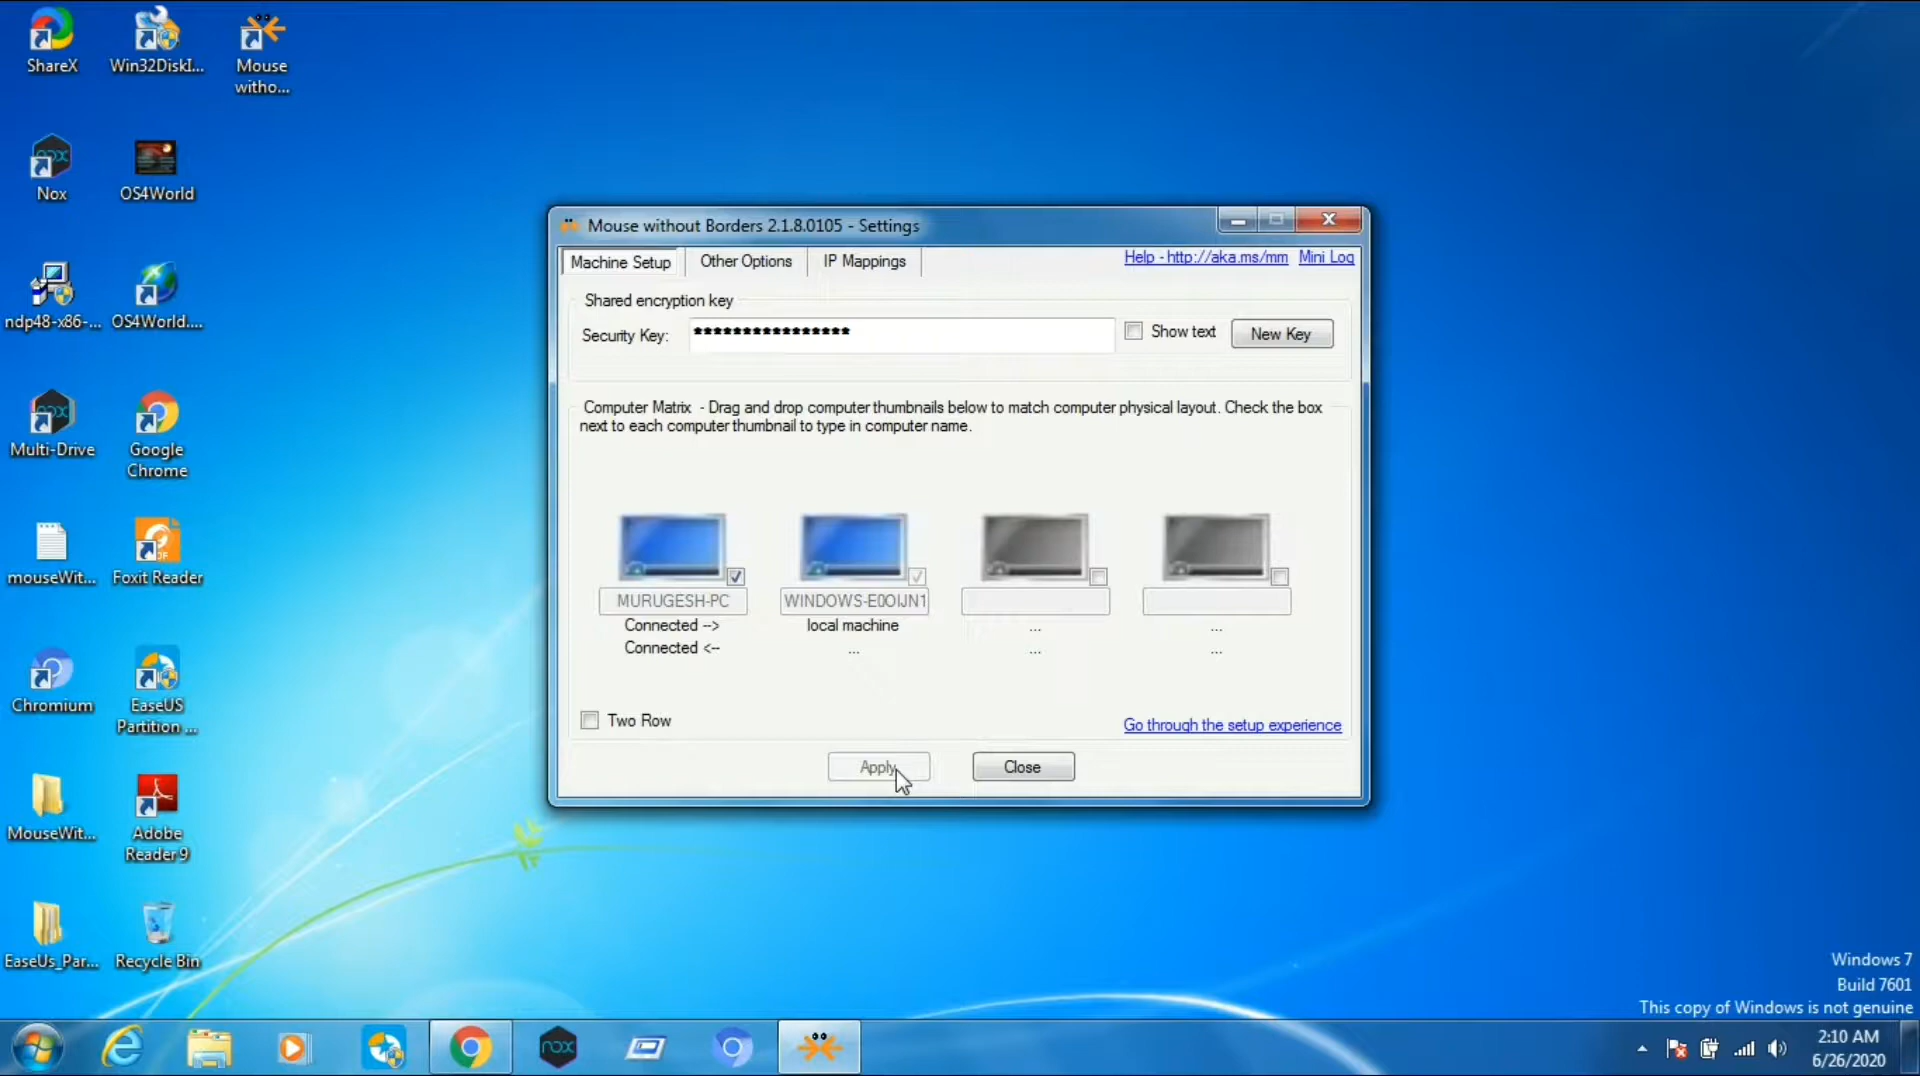 ShareX
Win32DiskI...
Mouse
witho...
Nox
OS4World
ndp48-x86-...
OS4World....
Multi-Drive
Google
Chrome
mouseWit...
Foxit Reader
Chromium
EaseUS
Partition ...
MouseWit...
Adobe
Reader 9
EaseUs_Par...
Recycle Bin
Mouse without Borders 2.1.8.0105 - Settings
Machine Setup
Other Options
IP Mappings
Help - http://aka.ms/mm
Mini Log
Shared encryption key
Security Key:
****************
Show text
New Key
Computer Matrix - Drag and drop computer thumbnails below to match computer physical layout. Check the box
next to each computer thumbnail to type in computer name.
MURUGESH-PC
WINDOWS-E0OIJN1
Connected -->
local machine
...
...
Connected <--
...
...
...
Two Row
Go through the setup experience
Apply
Close
Windows 7
Build 7601
This copy of Windows is not genuine
nox
2:10 AM
6/26/2020